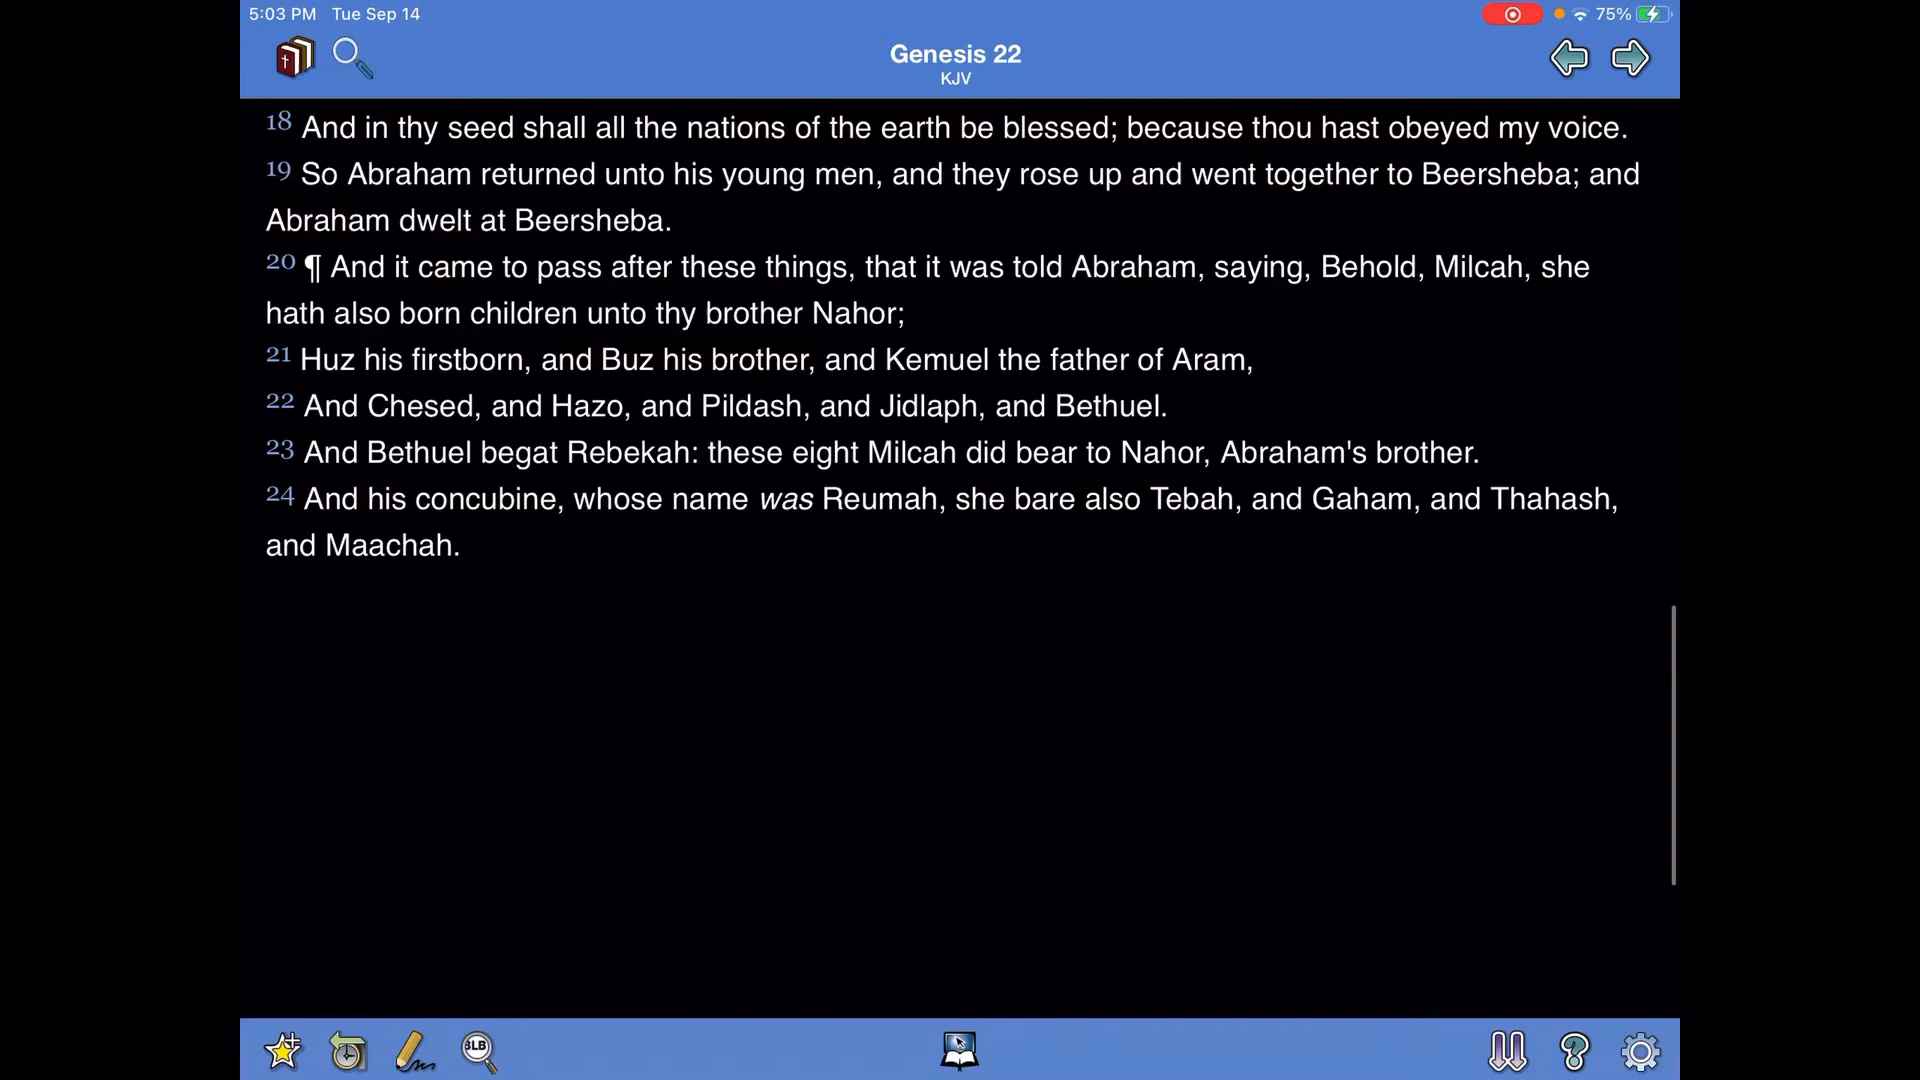 5:03 PM Tue Sep 14
75%
Genesis 22
KJV
18 And in thy seed shall all the nations of the earth be blessed; because thou hast obeyed my voice.
19 So Abraham returned unto his young men, and they rose up and went together to Beersheba; and
Abraham dwelt at Beersheba.
20 ¶ And it came to pass after these things, that it was told Abraham, saying, Behold, Milcah, she
hath also born children unto thy brother Nahor;
21 Huz his firstborn, and Buz his brother, and Kemuel the father of Aram,
22 And Chesed, and Hazo, and Pildash, and Jidlaph, and Bethuel.
23 And Bethuel begat Rebekah: these eight Milcah did bear to Nahor, Abraham's brother.
24 And his concubine, whose name was Reumah, she bare also Tebah, and Gaham, and Thahash,
and Maachah.
BLB